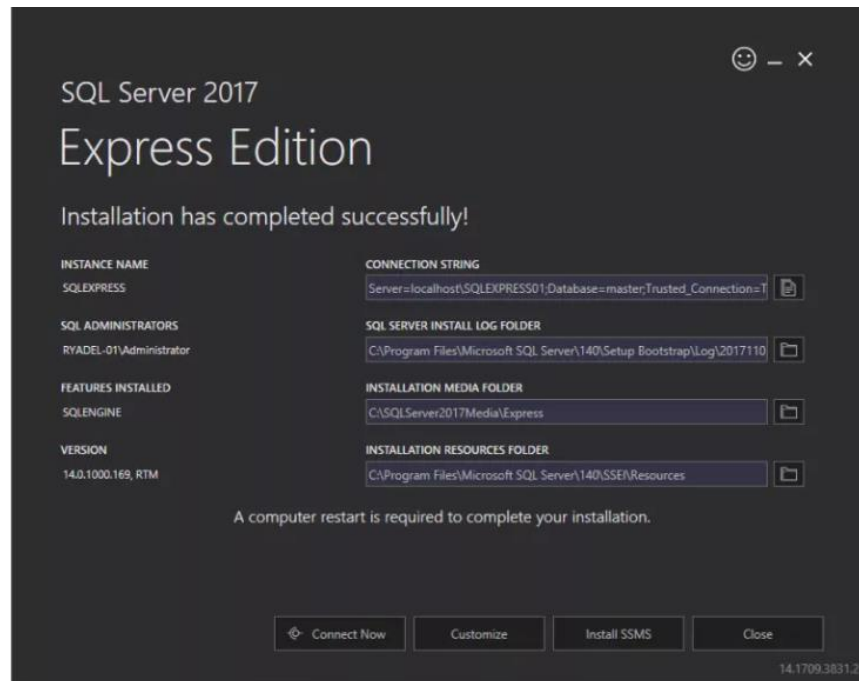 SQL Server 2017
Express Edition
Installation has completed successfully!
INSTANCE NAME
SQLEXPRESS
CONNECTION STRING
Server=localhost\SQLEXPRESS01;Database=master;Trusted_Connection=T
SQL ADMINISTRATORS
RYADEL-01\Administrator
SQL SERVER INSTALL LOG FOLDER
C:\Program Files\Microsoft SQL Server\140\Setup Bootstrap\Log\2017110
FEATURES INSTALLED
SQLENGINE
INSTALLATION MEDIA FOLDER
C:\SQLServer2017Media\Express
VERSION
14.0.1000.169, RTM
INSTALLATION RESOURCES FOLDER
C:\Program Files\Microsoft SQL Server\140\SSEI\Resources
A computer restart is required to complete your installation.
Connect Now
Customize
Install SSMS
Close
14.1709.3831.2